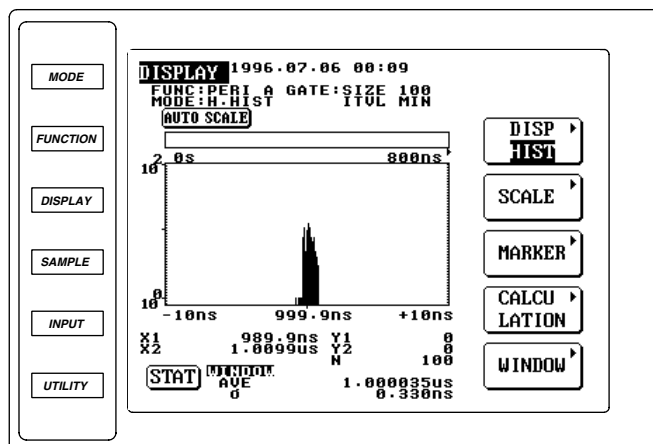 MODE
FUNCTION
DISPLAY
SAMPLE
INPUT
UTILITY
DISPLAY 1996.07.06 00:09
FUNC:PERI A GATE:SIZE 100
MODE:H.HIST ITVL MIN
AUTO SCALE
0s 800ns
10 2
10 0
-10ns 999.9ns +10ns
X1 989.9ns Y1 0
X2 1.0099us Y2 0
N 100
STAT WINDOW
AVE 1.000035us
σ 0.330ns
DISP
HIST
SCALE
MARKER
CALCU
LATION
WINDOW